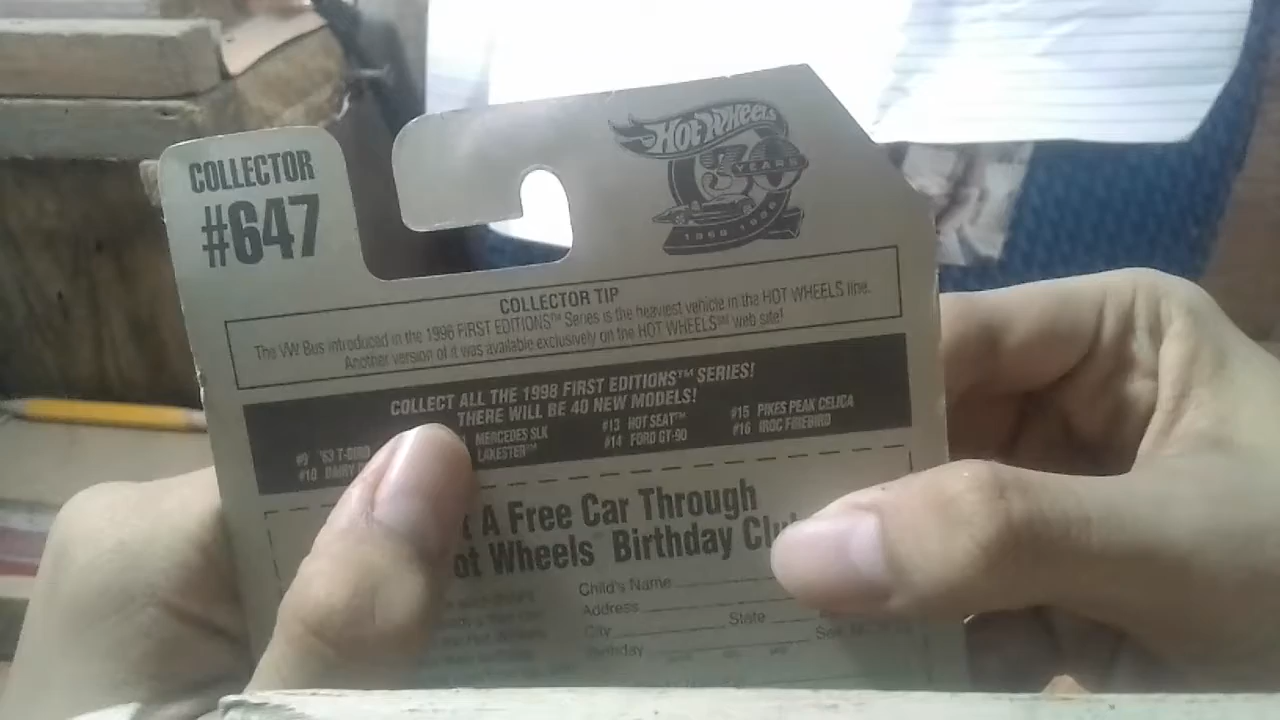 COLLECTOR
#647
HOT WHEELS
30 YEARS
1968 1998
COLLECTOR TIP
The VW Bus introduced in the 1996 FIRST EDITIONS™ Series is the heaviest vehicle in the HOT WHEELS line.
Another version of it was available exclusively on the HOT WHEELS℠ web site!
COLLECT ALL THE 1998 FIRST EDITIONS™ SERIES!
THERE WILL BE 40 NEW MODELS!
#9 '63 T-BIRD
#10 DAIRY
MERCEDES SLK
LAKESTER™
#13 HOT SEAT™
#14 FORD GT-90
#15 PIKES PEAK CELICA
#16 IROC FIREBIRD
A Free Car Through
Wheels Birthday
Child's Name
Address
City State
Birthday